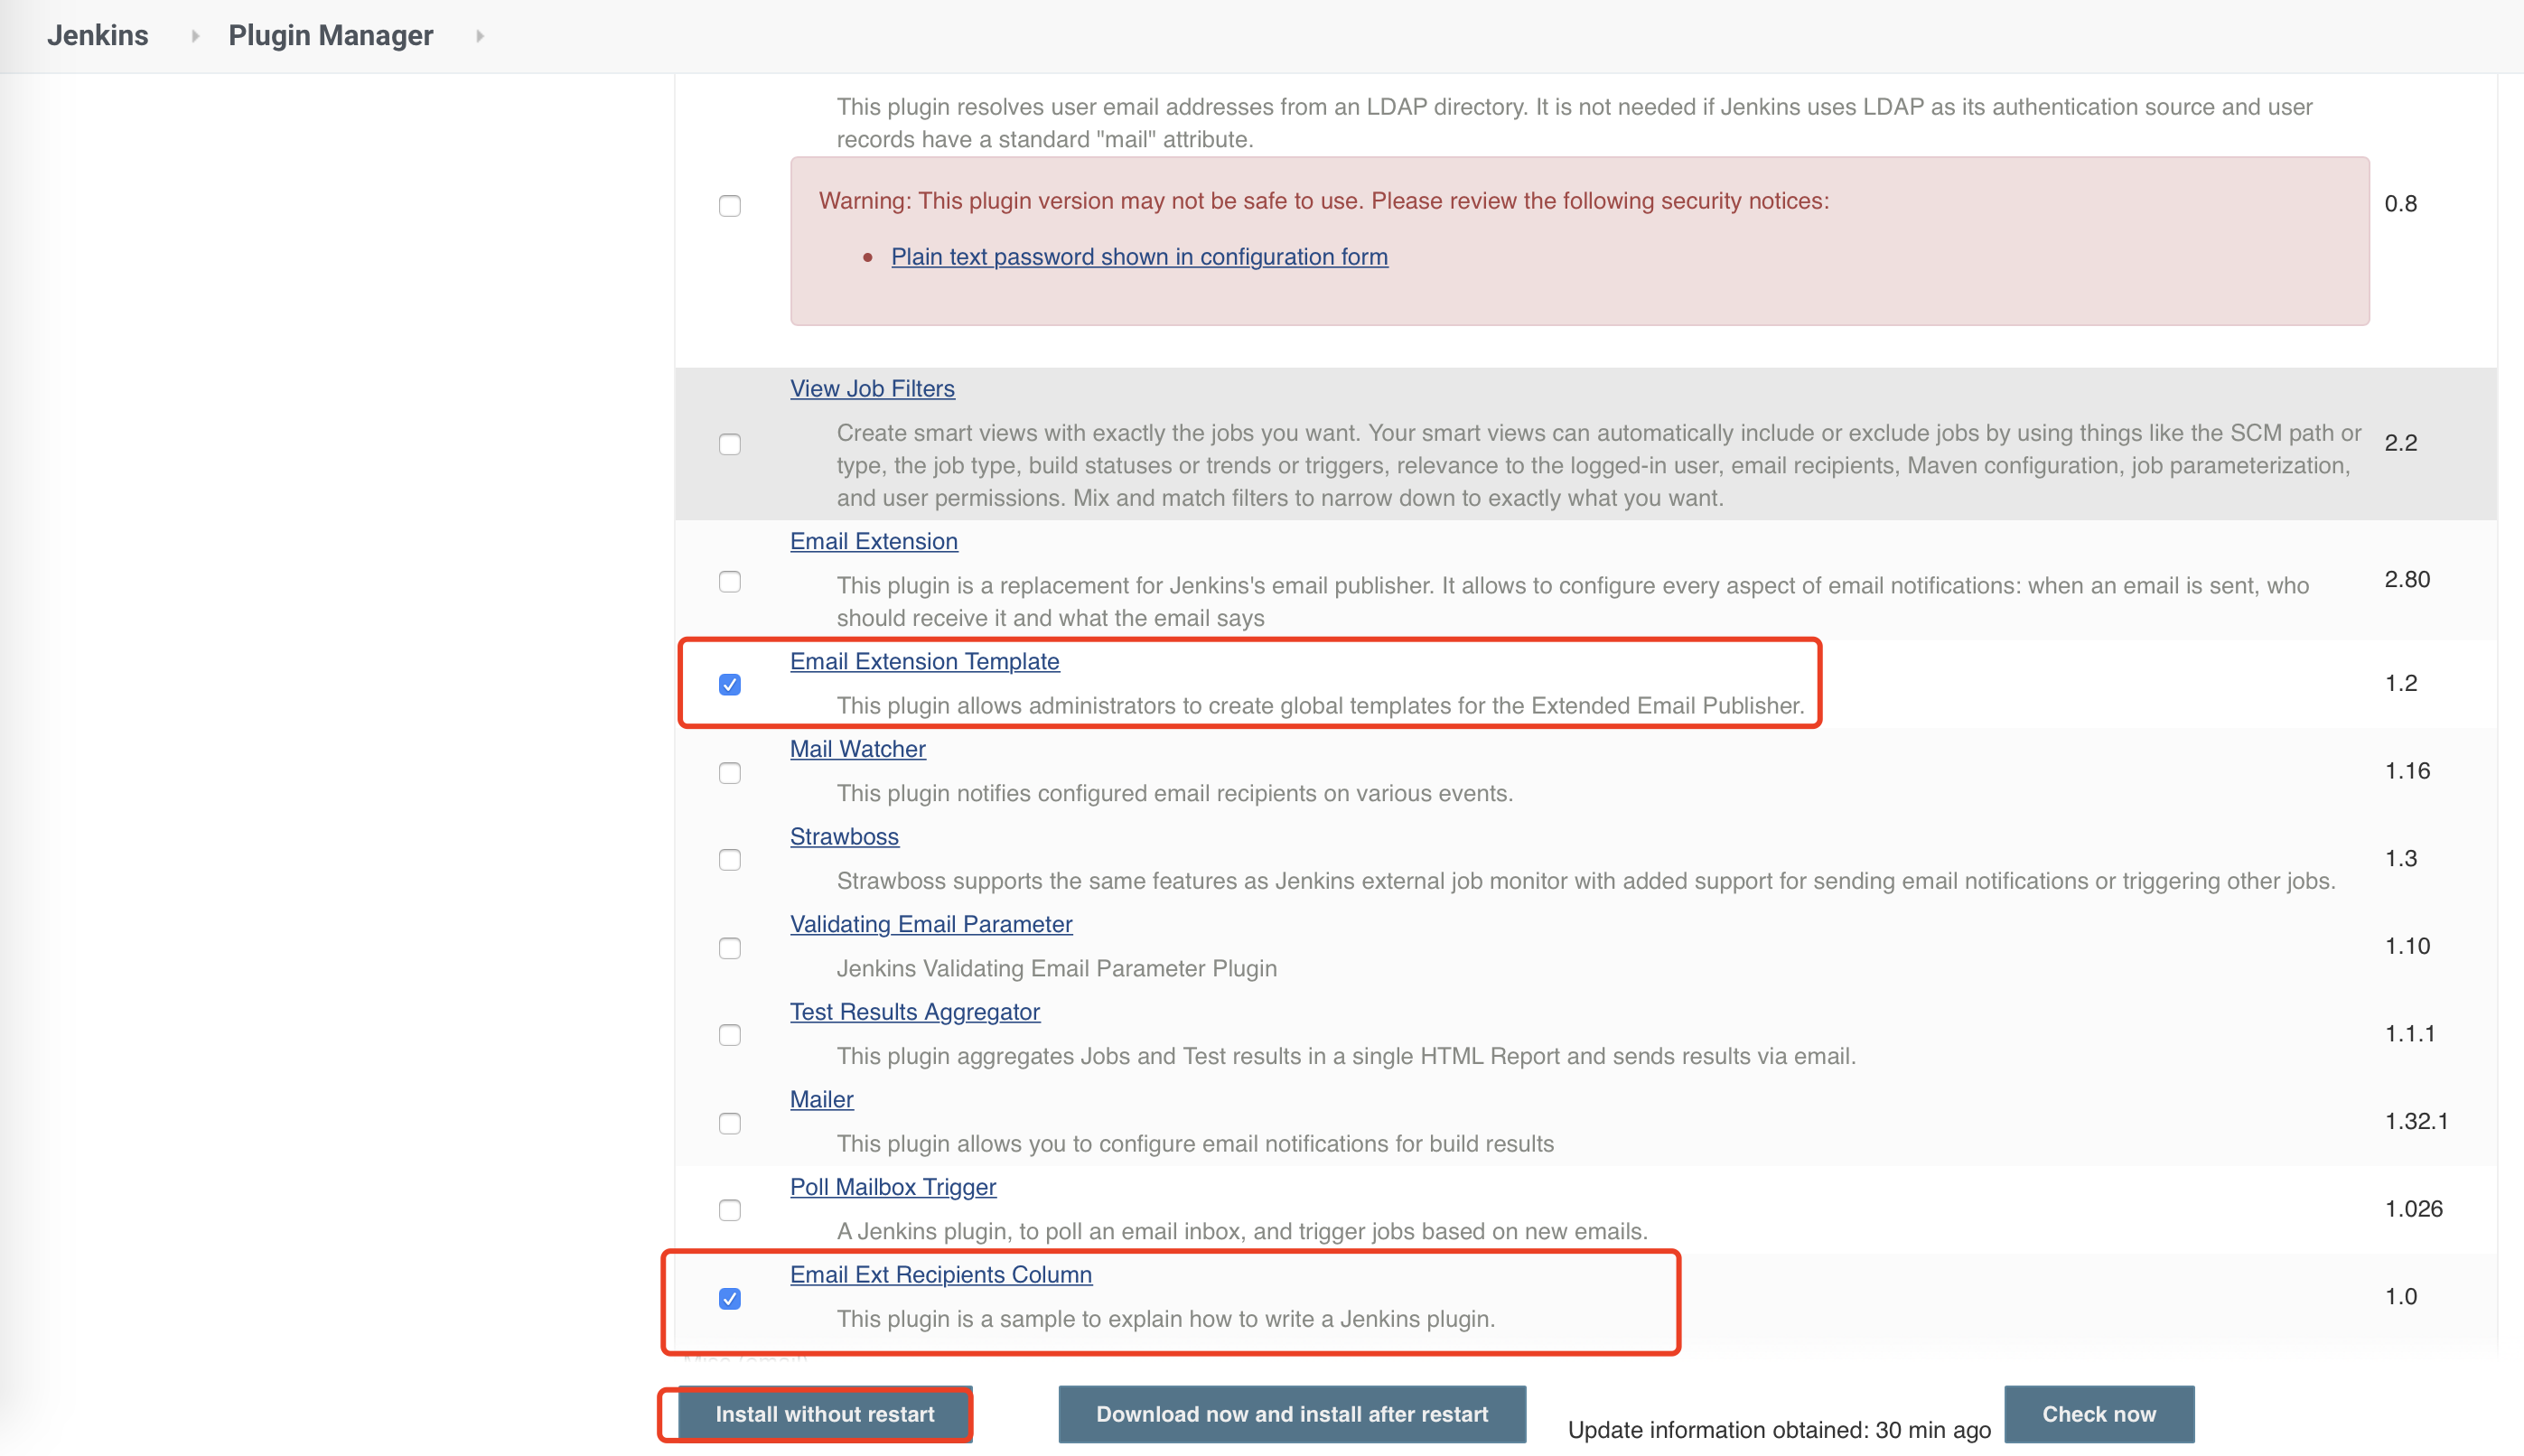 Jenkins
Plugin Manager
This plugin resolves user email addresses from an LDAP directory. It is not needed if Jenkins uses LDAP as its authentication source and user
records have a standard "mail" attribute.
Warning: This plugin version may not be safe to use. Please review the following security notices:
0.8
• Plain text password shown in configuration form
View Job Filters
Create smart views with exactly the jobs you want. Your smart views can automatically include or exclude jobs by using things like the SCM path or
2.2
type, the job type, build statuses or trends or triggers, relevance to the logged-in user, email recipients, Maven configuration, job parameterization,
and user permissions. Mix and match filters to narrow down to exactly what you want.
Email Extension
This plugin is a replacement for Jenkins's email publisher. It allows to configure every aspect of email notifications: when an email is sent, who
2.80
should receive it and what the email says
Email Extension Template
1.2
This plugin allows administrators to create global templates for the Extended Email Publisher.
Mail Watcher
1.16
This plugin notifies configured email recipients on various events.
Strawboss
1.3
Strawboss supports the same features as Jenkins external job monitor with added support for sending email notifications or triggering other jobs.
Validating Email Parameter
1.10
Jenkins Validating Email Parameter Plugin
Test Results Aggregator
1.1.1
This plugin aggregates Jobs and Test results in a single HTML Report and sends results via email.
Mailer
1.32.1
This plugin allows you to configure email notifications for build results
Poll Mailbox Trigger
1.026
A Jenkins plugin, to poll an email inbox, and trigger jobs based on new emails.
Email Ext Recipients Column
1.0
This plugin is a sample to explain how to write a Jenkins plugin.
Install without restart
Download now and install after restart
Update information obtained: 30 min ago
Check now